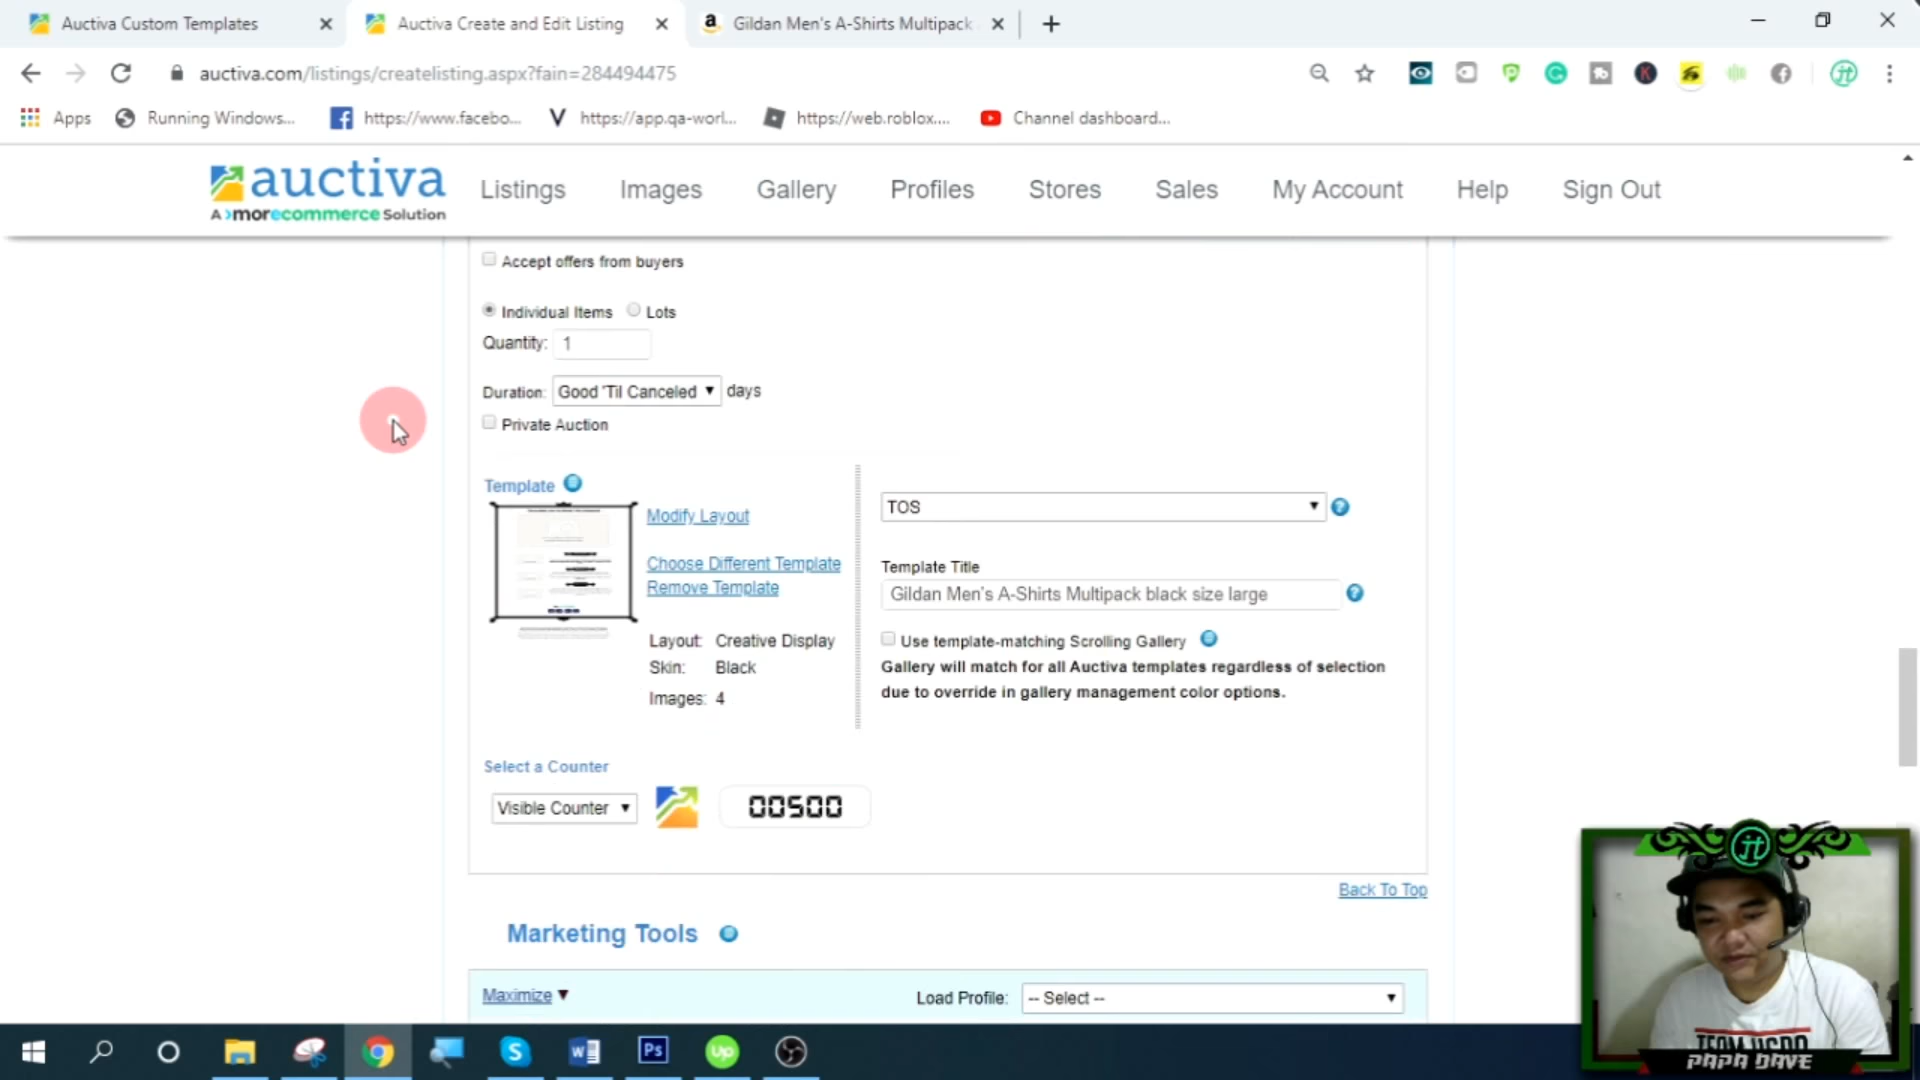 Auctiva Custom Templates
Auctiva Create and Edit Listing
Gildan Men's A-Shirts Multipack
auctiva.com/listings/createlisting.aspx?fain=284494475
Apps
Running Windows...
https://www.facebo...
https://app.qa-worl...
https://web.roblox....
Channel dashboard...
auctiva
A >morecommerce Solution
Listings
Images
Gallery
Profiles
Stores
Sales
My Account
Help
Sign Out
Accept offers from buyers
Individual Items Lots
Quantity: 1
Duration: Good 'Til Canceled days
Private Auction
Template
Modify Layout
Choose Different Template
Remove Template
Layout: Creative Display
Skin: Black
Images: 4
TOS
Template Title
Gildan Men's A-Shirts Multipack black size large
Use template-matching Scrolling Gallery
Gallery will match for all Auctiva templates regardless of selection
due to override in gallery management color options.
Select a Counter
Visible Counter
00500
Back To Top
Marketing Tools
Maximize
Load Profile: -- Select --
jt
PAPA DAVE